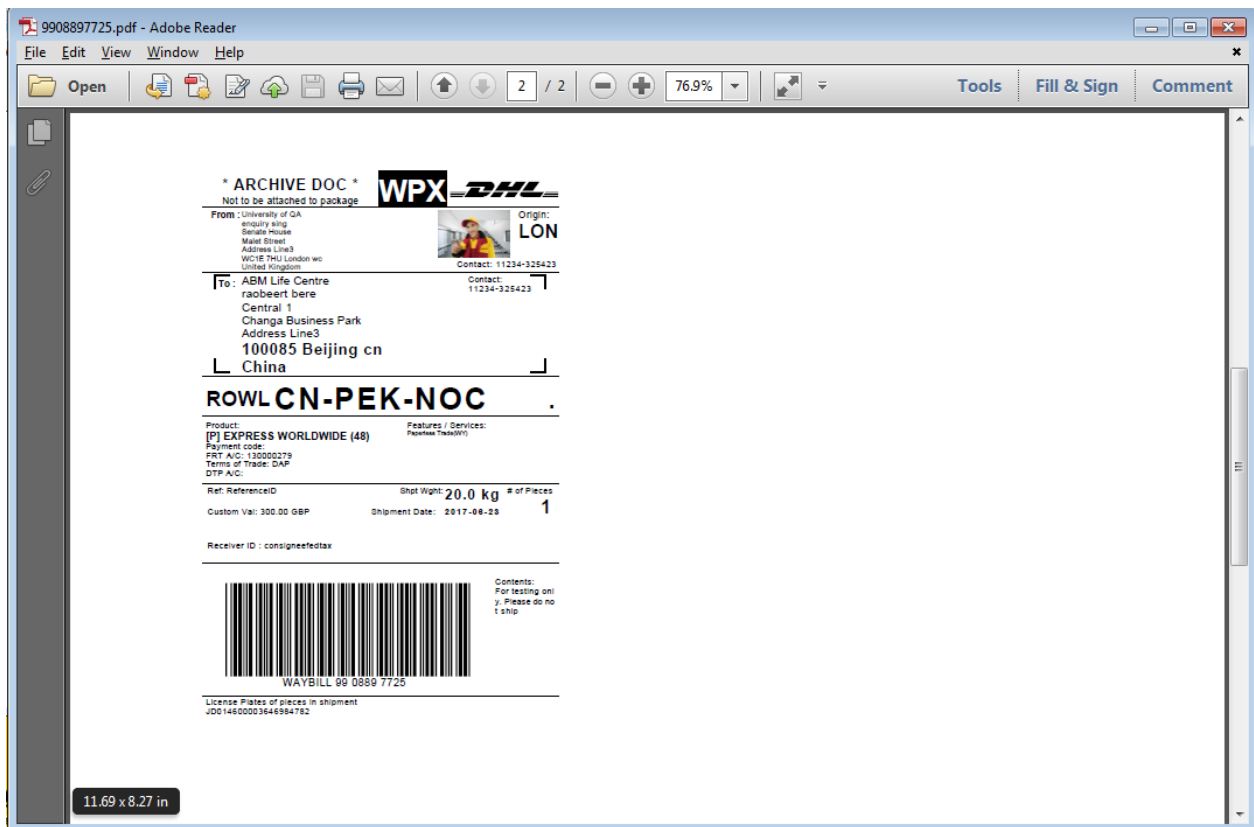 9908897725.pdf - Adobe Reader
File Edit View Window Help
Open 2 / 2 76.9% Tools Fill & Sign Comment
* ARCHIVE DOC *
Not to be attached to package
WPX DHL
From : University of QA
enquiry sing
Senate House
Malet Street
Address Line3
WC1E 7HU London wc
United Kingdom
Origin:
LON
Contact: 11234-325423
To : ABM Life Centre
raobeert bere
Central 1
Changa Business Park
Address Line3
100085 Beijing cn
China
Contact:
11234-325423
ROWL CN-PEK-NOC .
Product:
[P] EXPRESS WORLDWIDE (48)
Payment code:
FRT A/C: 130000279
Terms of Trade: DAP
DTP A/C:
Features / Services:
Paperless Trade(WY)
Ref: ReferenceID
Shpt Wght: 20.0 kg
# of Pieces
1
Custom Val: 300.00 GBP
Shipment Date: 2017-06-23
Receiver ID : consigneefedtax
Contents:
For testing onl
y. Please do no
t ship
WAYBILL 99 0889 7725
License Plates of pieces in shipment
JD014600003646984782
11.69 x 8.27 in